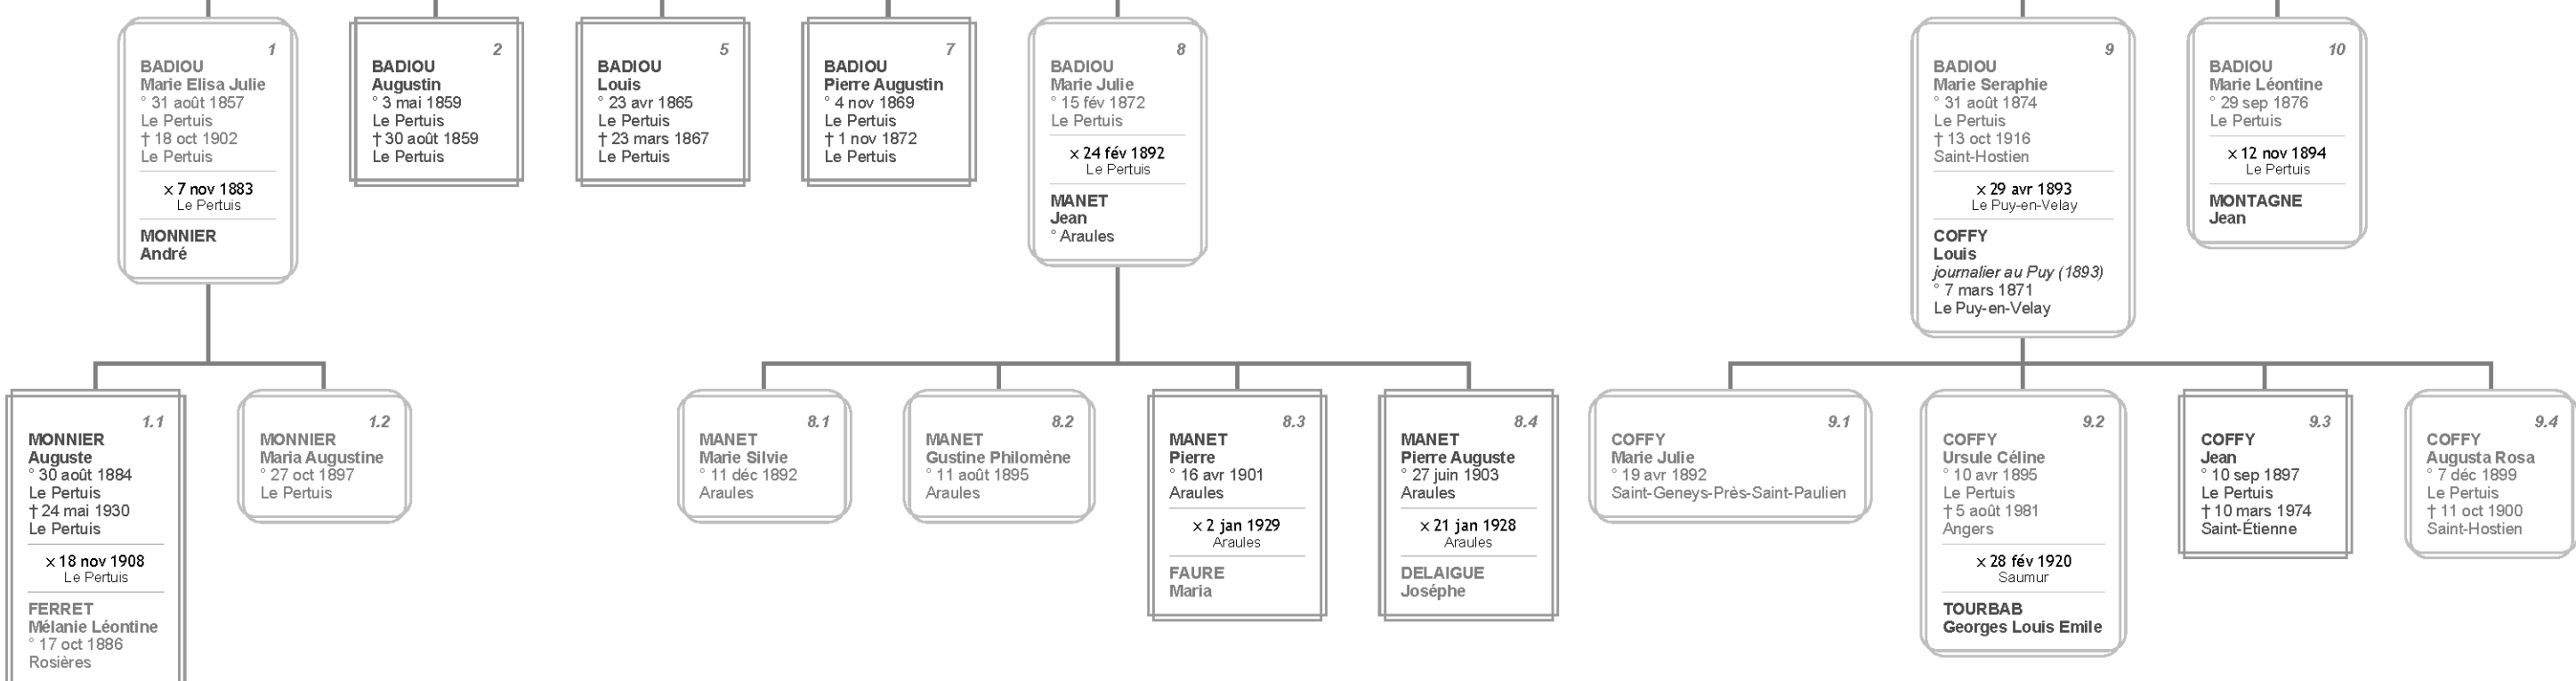 1
BADIOU
Marie Elisa Julie
° 31 août 1857
Le Pertuis
† 18 oct 1902
Le Pertuis
x 7 nov 1883
Le Pertuis
MONNIER
André
2
BADIOU
Augustin
° 3 mai 1859
Le Pertuis
† 30 août 1859
Le Pertuis
5
BADIOU
Louis
° 23 avr 1865
Le Pertuis
† 23 mars 1867
Le Pertuis
7
BADIOU
Pierre Augustin
° 4 nov 1869
Le Pertuis
† 1 nov 1872
Le Pertuis
8
BADIOU
Marie Julie
° 15 fév 1872
Le Pertuis
x 24 fév 1892
Le Pertuis
MANET
Jean
° Araules
9
BADIOU
Marie Seraphie
° 31 août 1874
Le Pertuis
† 13 oct 1916
Saint-Hostien
x 29 avr 1893
Le Puy-en-Velay
COFFY
Louis
journalier au Puy (1893)
° 7 mars 1871
Le Puy-en-Velay
10
BADIOU
Marie Léontine
° 29 sep 1876
Le Pertuis
x 12 nov 1894
Le Pertuis
MONTAGNE
Jean
1.1
MONNIER
Auguste
° 30 août 1884
Le Pertuis
† 24 mai 1930
Le Pertuis
x 18 nov 1908
Le Pertuis
FERRET
Mélanie Léontine
° 17 oct 1886
Rosières
1.2
MONNIER
Maria Augustine
° 27 oct 1897
Le Pertuis
8.1
MANET
Marie Silvie
° 11 déc 1892
Araules
8.2
MANET
Gustine Philomène
° 11 août 1895
Araules
8.3
MANET
Pierre
° 16 avr 1901
Araules
x 2 jan 1929
Araules
FAURE
Maria
8.4
MANET
Pierre Auguste
° 27 juin 1903
Araules
x 21 jan 1928
Araules
DELAIGUE
Joséphe
9.1
COFFY
Marie Julie
° 19 avr 1892
Saint-Geneys-Près-Saint-Paulien
9.2
COFFY
Ursule Céline
° 10 avr 1895
Le Pertuis
† 5 août 1981
Angers
x 28 fév 1920
Saumur
TOURBAB
Georges Louis Emile
9.3
COFFY
Jean
° 10 sep 1897
Le Pertuis
† 10 mars 1974
Saint-Étienne
9.4
COFFY
Augusta Rosa
° 7 déc 1899
Le Pertuis
† 11 oct 1900
Saint-Hostien